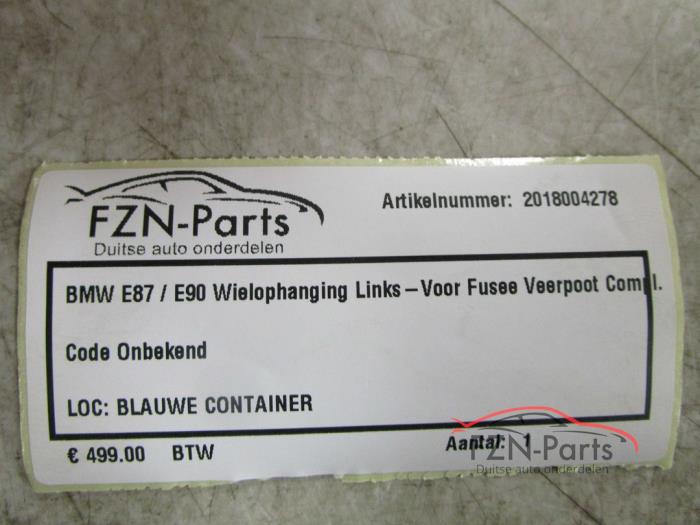 FZN-Parts
Duitse auto onderdelen
Artikelnummer: 2018004278
BMW E87 / E90 Wielophanging Links-Voor Fusee Veerpoot Compl.
Code Onbekend
LOC: BLAUWE CONTAINER
€ 499.00 BTW
Aantal: 1
FZN-Parts
Duitse auto onderdelen